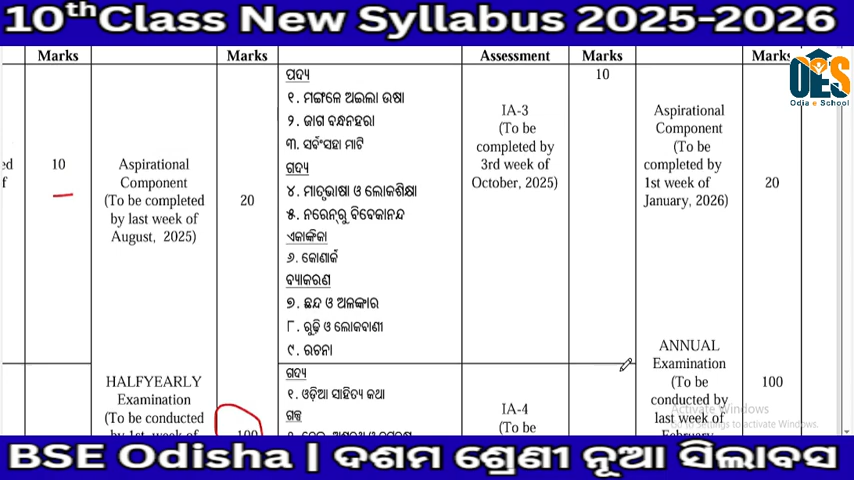 10thClass New Syllabus 2025-2026
Marks
Marks
Assessment
Marks
Marks
OES
Odia e School
ed
f
10
Aspirational
Component
(To be completed
by last week of
August, 2025)
20
HALFYEARLY
Examination
(To be conducted
100
ପଦ୍ୟ
୧. ମଙ୍ଗଳେ ଅଇଲା ଉଷା
୨. ଜାଗ ବନ୍ଧନହରା
୩. ସର୍ବଂସହା ମାଟି
ଗଦ୍ୟ
୪. ମାତୃଭାଷା ଓ ଲୋକଶିକ୍ଷା
୫. ନରେନ୍‌ରୁ ବିବେକାନନ୍ଦ
ଏକାଙ୍କିକା
୬. କୋଣାର୍କ
ବ୍ୟାକରଣ
୭. ଛନ୍ଦ ଓ ଅଳଙ୍କାର
୮. ରୁଢ଼ି ଓ ଲୋକବାଣୀ
୯. ରଚନା
ଗଦ୍ୟ
୧. ଓଡ଼ିଆ ସାହିତ୍ୟ କଥା
ଗଳ୍ପ
IA-3
(To be
completed by
3rd week of
October, 2025)
10
IA-4
(To be
Aspirational
Component
(To be
completed by
1st week of
January, 2026)
20
ANNUAL
Examination
(To be
conducted by
last week of
February
100
Activate Windows
Go to Settings to activate Windows.
BSE Odisha | ଦଶମ ଶ୍ରେଣୀ ନୂଆ ସିଲାବସ